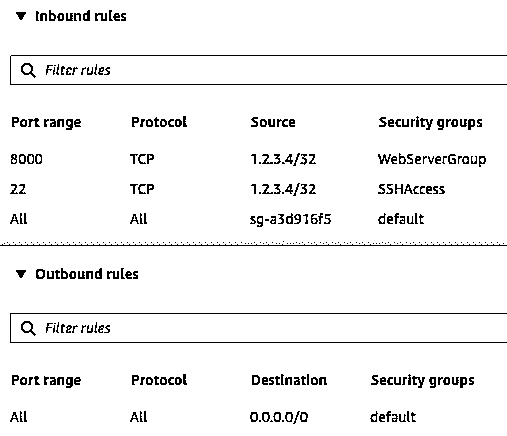 ▼ Inbound rules
Filter rules
Port range Protocol Source Security groups
8000 TCP 1.2.3.4/32 WebServerGroup
22 TCP 1.2.3.4/32 SSHAccess
All All sg-a3d916f5 default
▼ Outbound rules
Filter rules
Port range Protocol Destination Security groups
All All 0.0.0.0/0 default